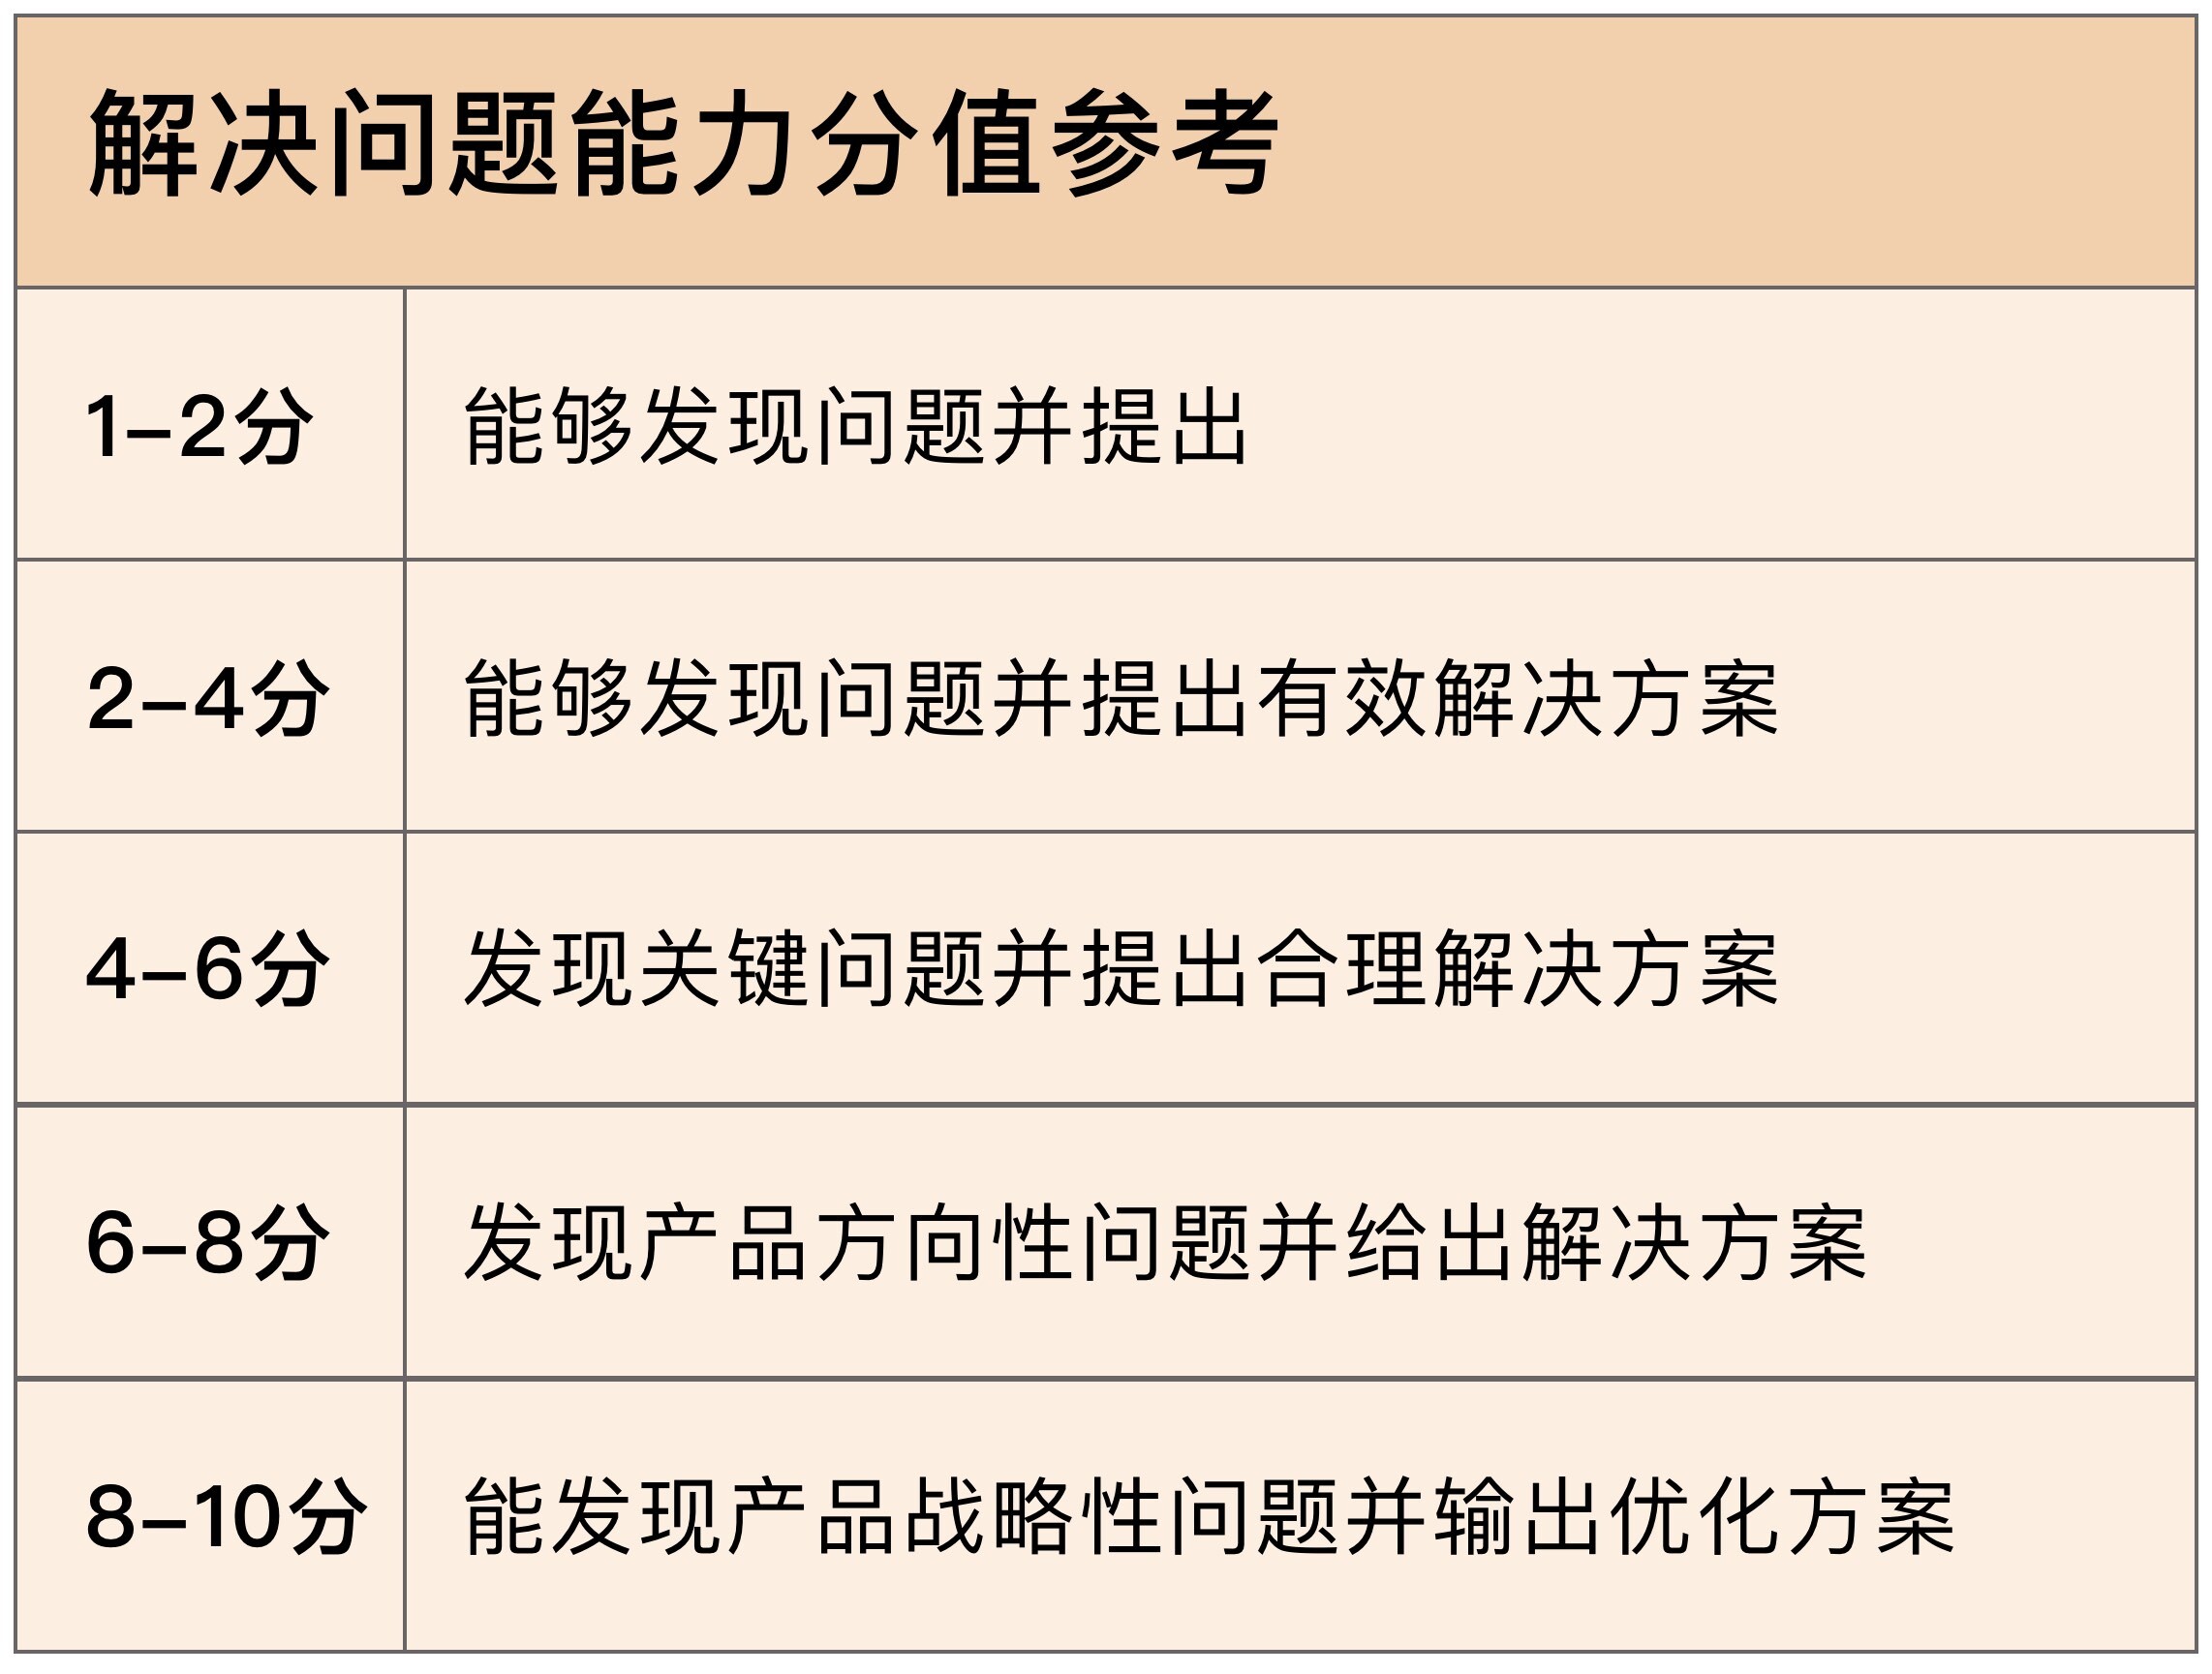 解决问题能力分值参考
1–2分 能够发现问题并提出
2–4分 能够发现问题并提出有效解决方案
4–6分 发现关键问题并提出合理解决方案
6–8分 发现产品方向性问题并给出解决方案
8–10分 能发现产品战略性问题并输出优化方案